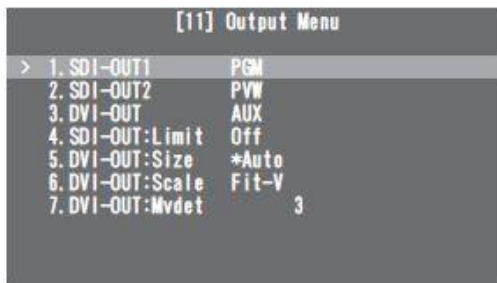 [11] Output Menu
> 1. SDI-OUT1 PGM
2. SDI-OUT2 PVW
3. DVI-OUT AUX
4. SDI-OUT:Limit Off
5. DVI-OUT:Size *Auto
6. DVI-OUT:Scale Fit-V
7. DVI-OUT:Mvdet 3